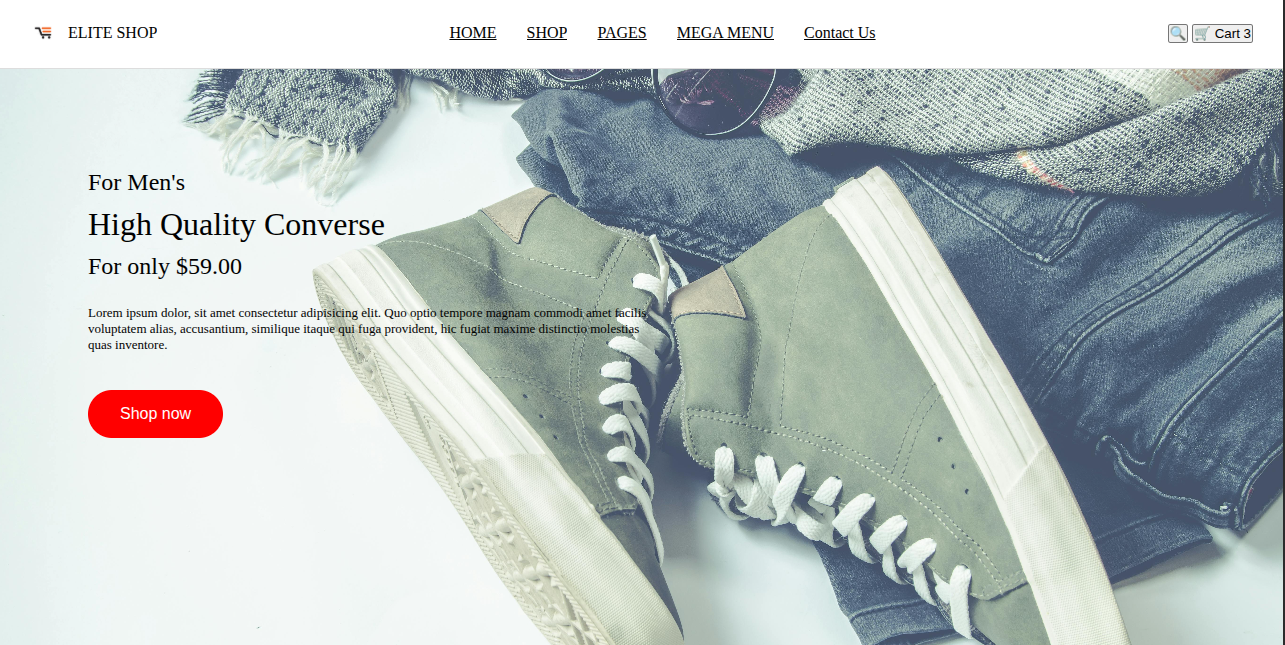 ELITE SHOP
HOME SHOP PAGES MEGA MENU Contact Us
🔍 🛒 Cart 3
For Men's
High Quality Converse
For only $59.00
Lorem ipsum dolor, sit amet consectetur adipisicing elit. Quo optio tempore magnam commodi amet facilis
voluptatem alias, accusantium, similique itaque qui fuga provident, hic fugiat maxime distinctio molestias
quas inventore.
Shop now